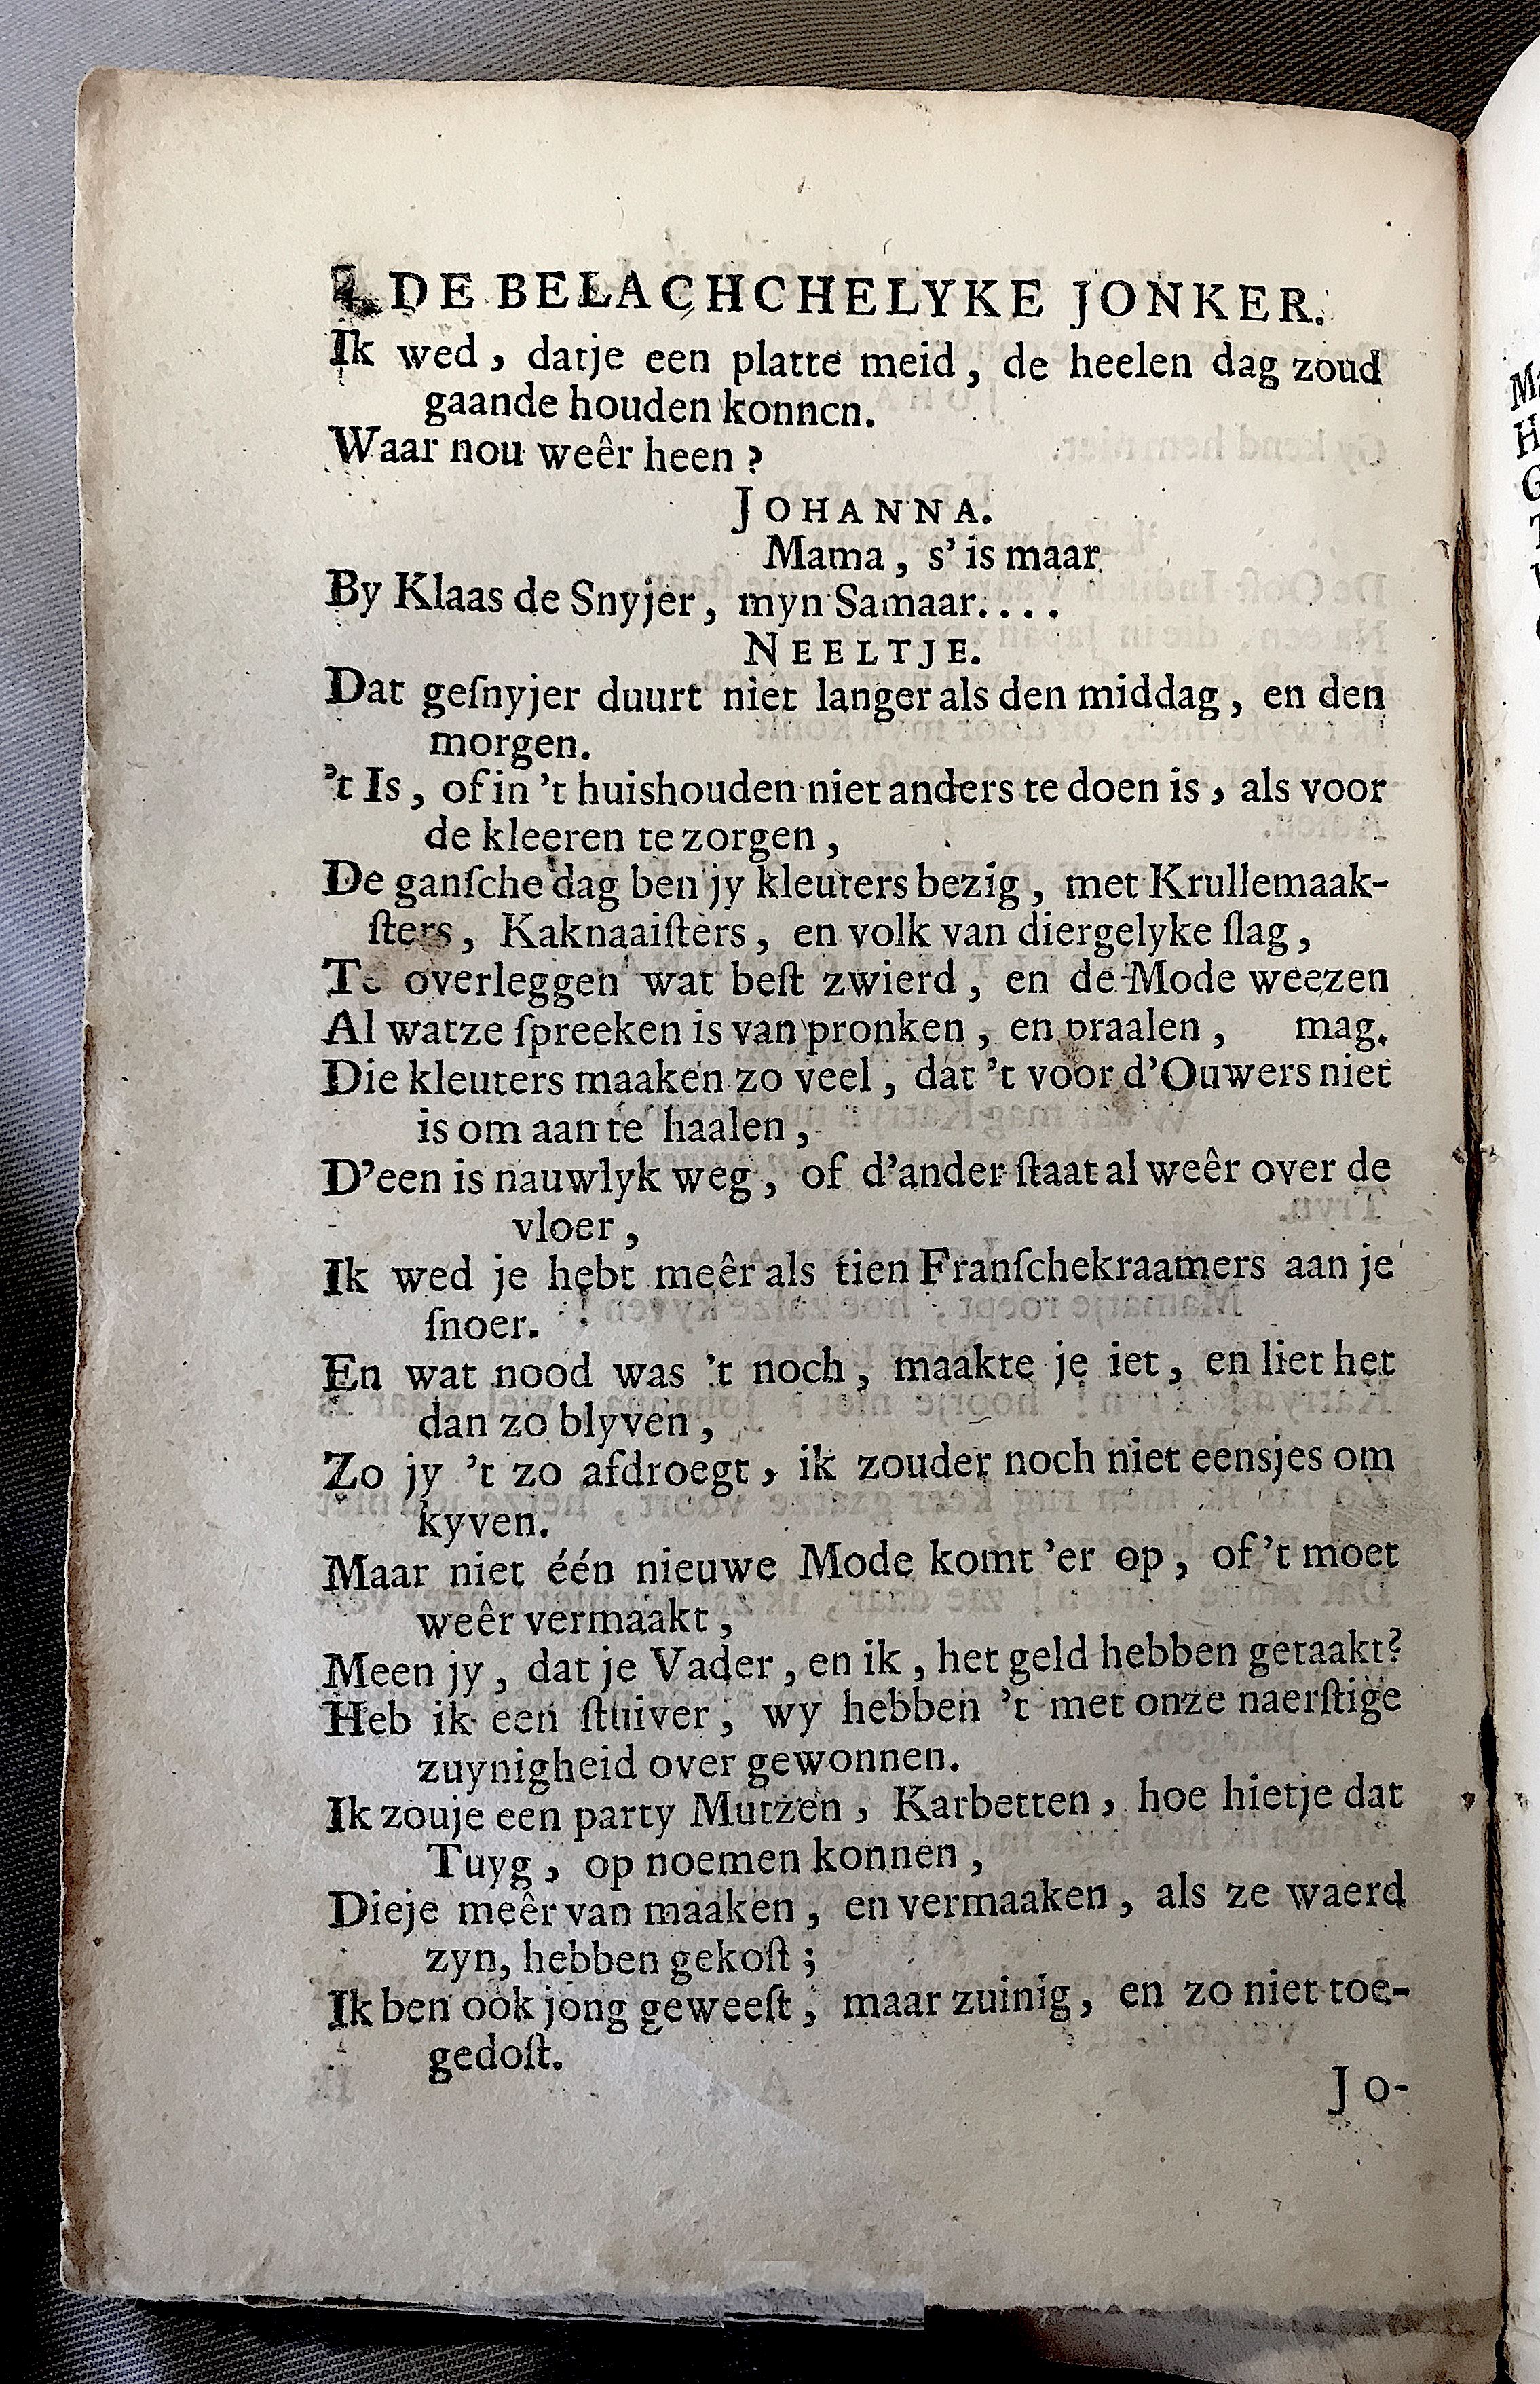 DE BELACHCHELYKE JONKER.
Ik wed, datje een platte meid, de heelen dag zoud
gaande houden konnen.
Waar nou weêr heen?
JOHANNA.
Mama, s' is maar
By Klaas de Snyjer, myn Samaar....
NEELTJE.
Dat geſnyjer duurt niet langer als den middag, en den
morgen.
't Is, of in 't huishouden niet anders te doen is, als voor
de kleeren te zorgen,
De ganſche dag ben jy kleuters bezig, met Krullemaak-
ſters, Kaknaaiſters, en volk van diergelyke ſlag,
Te overleggen wat beſt zwierd, en de Mode weezen
Al watze ſpreeken is van pronken, en praalen, mag.
Die kleuters maaken zo veel, dat 't voor d'Ouwers niet
is om aan te haalen,
D'een is nauwlyk weg, of d'ander ſtaat al weêr over de
vloer,
Ik wed je hebt meêr als tien Franſchekraamers aan je
ſnoer.
En wat nood was 't noch, maakte je iet, en liet het
dan zo blyven,
Zo jy 't zo afdroegt, ik zouder noch niet eensjes om
kyven.
Maar niet één nieuwe Mode komt 'er op, of 't moet
weêr vermaakt,
Meen jy, dat je Vader, en ik, het geld hebben getaakt?
Heb ik een ſtuiver, wy hebben 't met onze naerſtige
zuynigheid over gewonnen.
Ik zouje een party Mutzen, Karbetten, hoe hietje dat
Tuyg, op noemen konnen,
Dieje meêr van maaken, en vermaaken, als ze waerd
zyn, hebben gekoſt;
Ik ben ook jong geweeſt, maar zuinig, en zo niet toe-
gedoſt.
Jo-